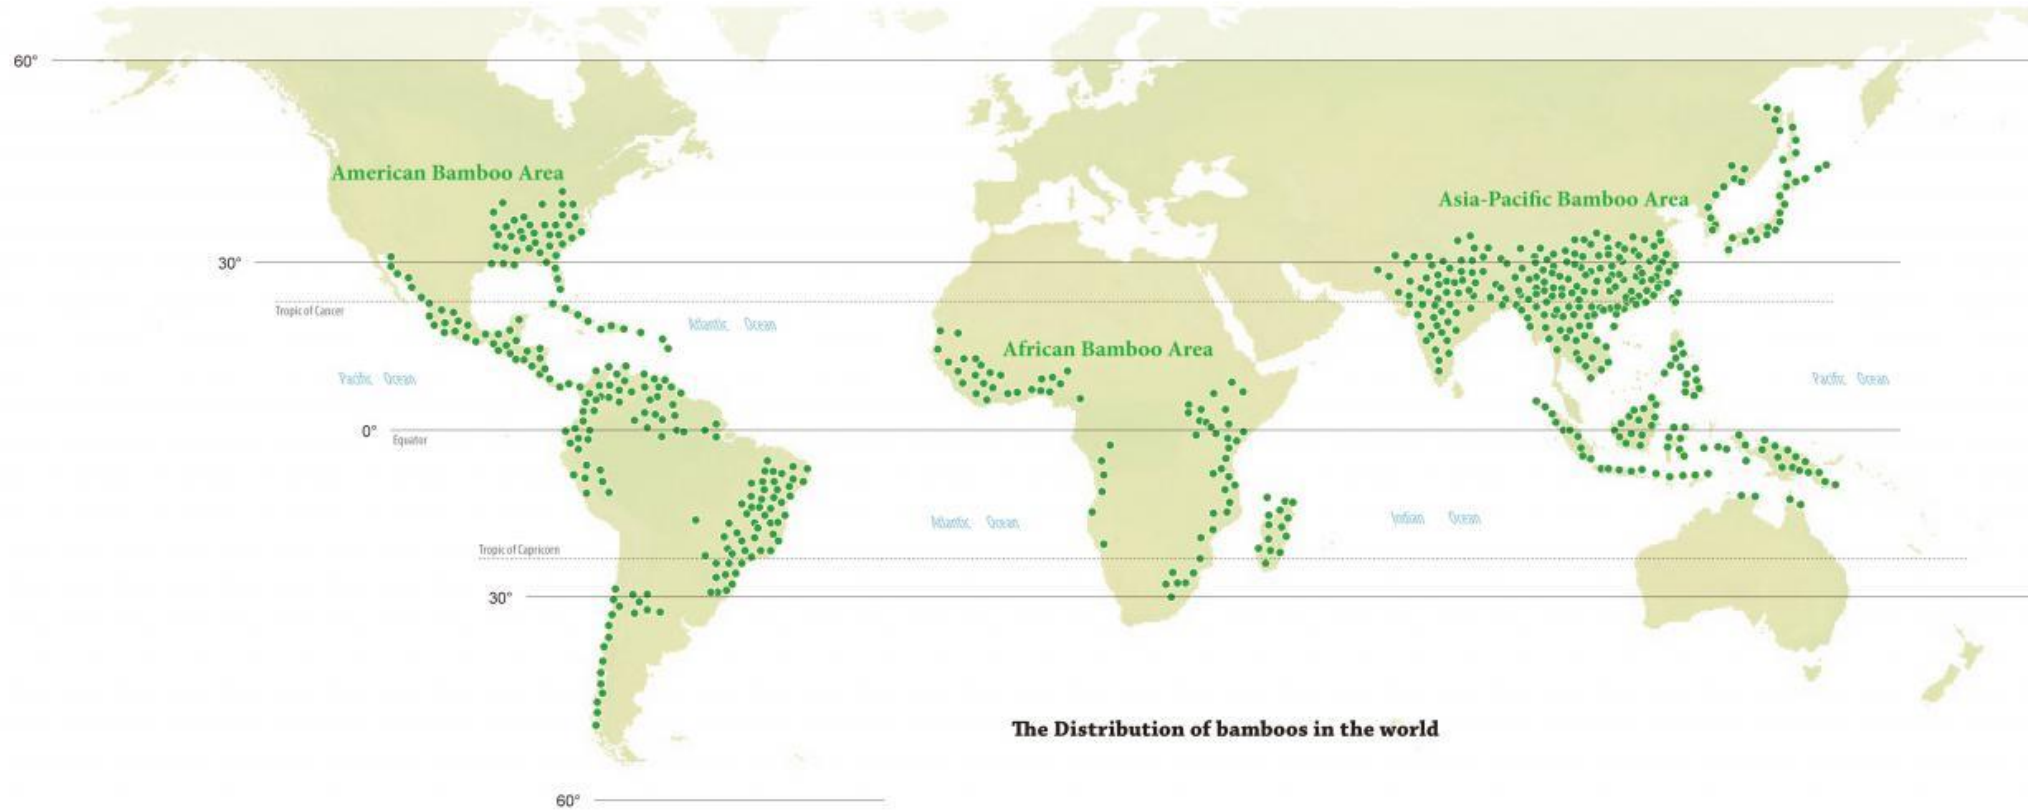 60°
American Bamboo Area
Asia-Pacific Bamboo Area
30°
Tropic of Cancer
Atlantic Ocean
African Bamboo Area
Pacific Ocean
Pacific Ocean
0°
Equator
Atlantic Ocean
Indian Ocean
Tropic of Capricorn
30°
The Distribution of bamboos in the world
60°